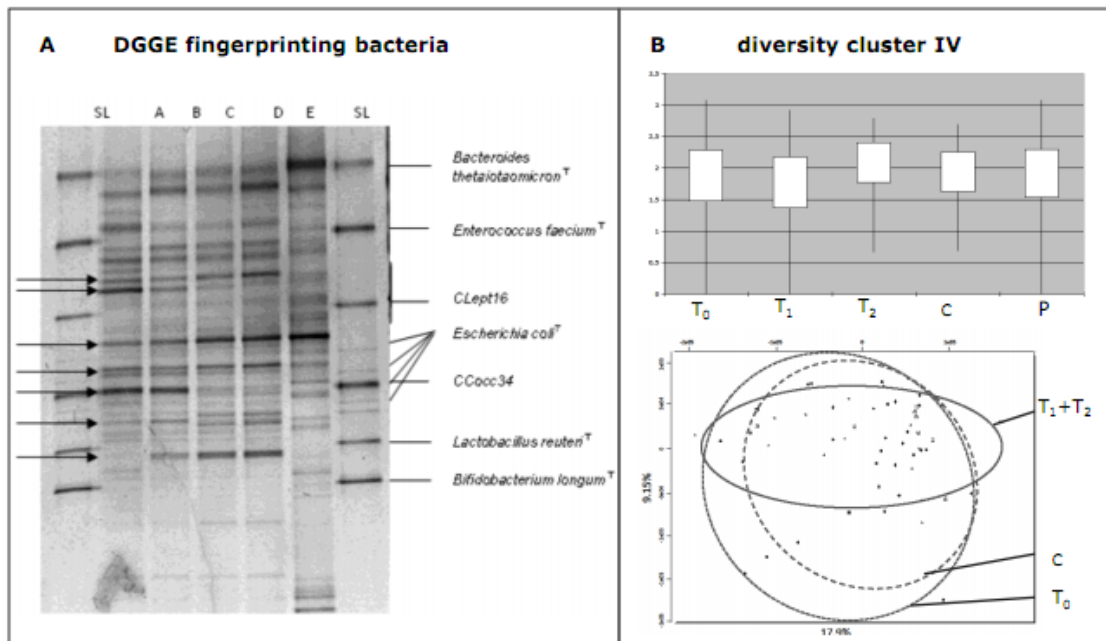 A DGGE fingerprinting bacteria
SL A B C D E SL
Bacteroides
thetaiotaomicron T
Enterococcus faecium T
CLept16
Escherichia coli T
CCocc34
Lactobacillus reuteri T
Bifidobacterium longum T
B diversity cluster IV
3.5
3
2.5
2
1.5
1
0.5
0
T0 T1 T2 C P
0
T1+T2
0
9.15%
C
T0
17.9%